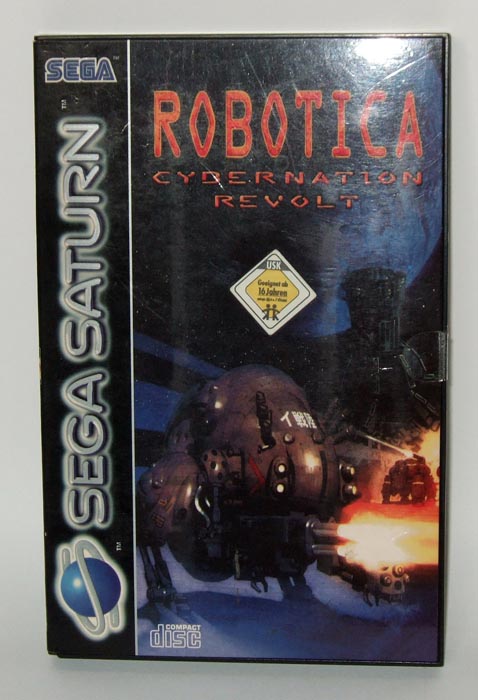 SEGA
SEGA SATURN
ROBOTICA
CYBERNATION
REVOLT
USK
Geeignet ab
16 Jahren
COMPACT
disc